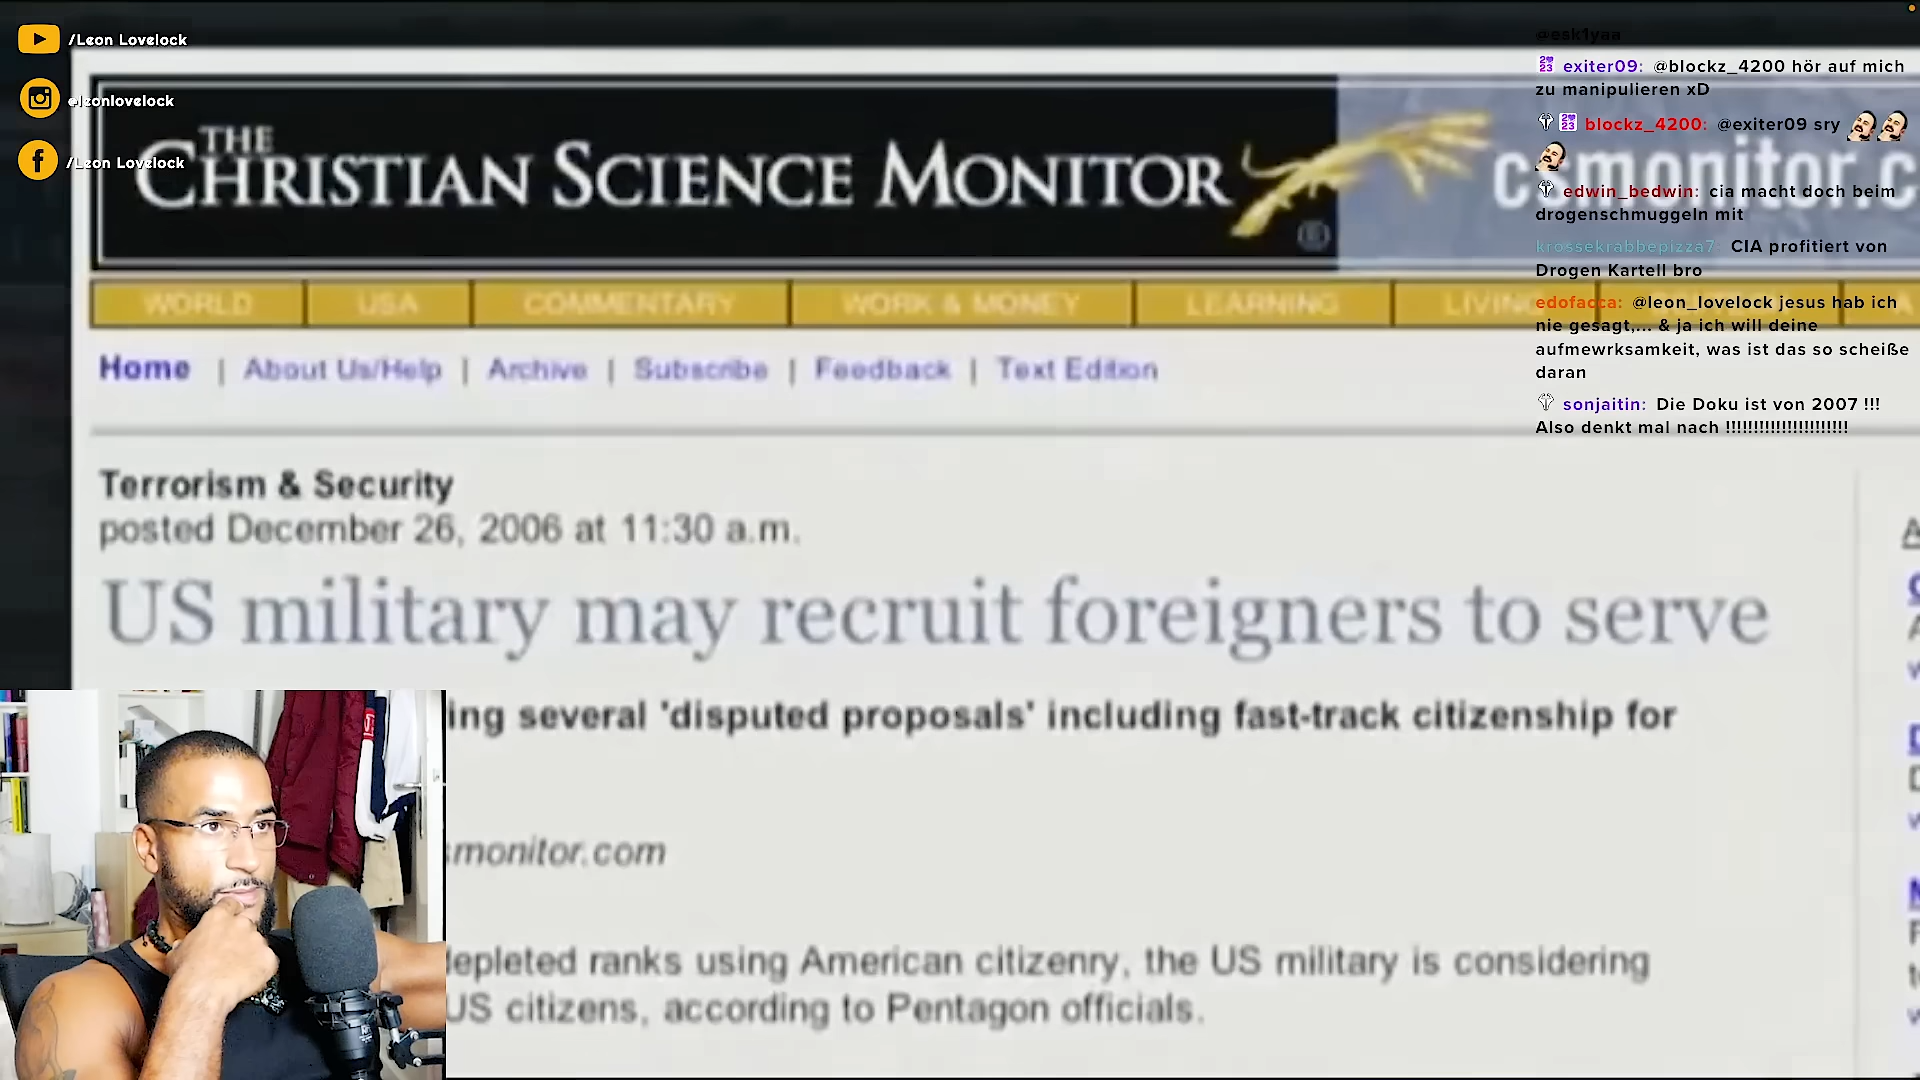 /Leon Lovelock
@leonlovelock
/Leon Lovelock
THE
CHRISTIAN SCIENCE MONITOR
®
csmonitor.c
WORLD
USA
COMMENTARY
WORK & MONEY
LEARNING
LIVING
Home | About Us/Help | Archive | Subscribe | Feedback | Text Edition
Terrorism & Security
posted December 26, 2006 at 11:30 a.m.
US military may recruit foreigners to serve
ing several 'disputed proposals' including fast-track citizenship for
smonitor.com
depleted ranks using American citizenry, the US military is considering
US citizens, according to Pentagon officials.
@esk1yaa
exiter09: @blockz_4200 hör auf mich
zu manipulieren xD
blockz_4200: @exiter09 sry
edwin_bedwin: cia macht doch beim
drogenschmuggeln mit
krossekrabbepizza7: CIA profitiert von
Drogen Kartell bro
edofacca: @leon_lovelock jesus hab ich
nie gesagt,... & ja ich will deine
aufmewrksamkeit, was ist das so scheiße
daran
sonjaitin: Die Doku ist von 2007 !!!
Also denkt mal nach !!!!!!!!!!!!!!!!!!!!!!